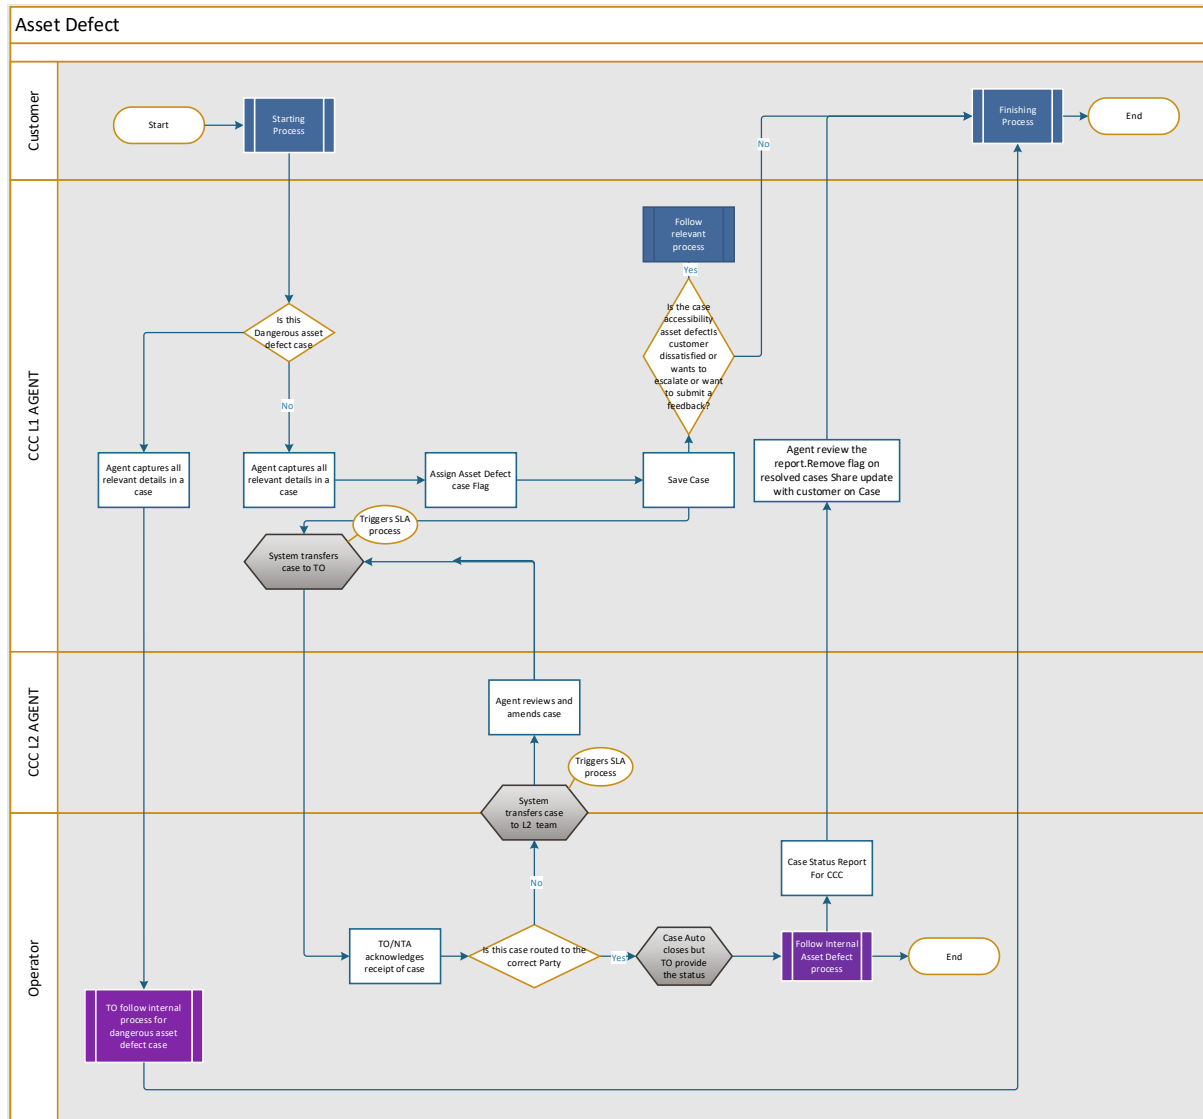 Asset Defect
Customer
Start
Starting
Process
Finishing
Process
End
No
CCC L1 AGENT
Follow
relevant
process
Yes
Is the case
accessibility
asset defectIs
customer
dissatisfied or
wants to
escalate or want
to submit a
feedback?
Is this
Dangerous asset
defect case
No
Agent captures all
relevant details in a
case
Agent captures all
relevant details in a
case
Assign Asset Defect
case Flag
Save Case
Agent review the
report.Remove flag on
resolved cases Share update
with customer on Case
Triggers SLA
process
System transfers
case to TO
CCC L2 AGENT
Agent reviews and
amends case
Triggers SLA
process
System
transfers case
to L2 team
Operator
No
Case Status Report
For CCC
TO/NTA
acknowledges
receipt of case
Is this case routed to the
correct Party
Yes
Case Auto
closes but
TO provide
the status
Follow Internal
Asset Defect
process
End
TO follow internal
process for
dangerous asset
defect case